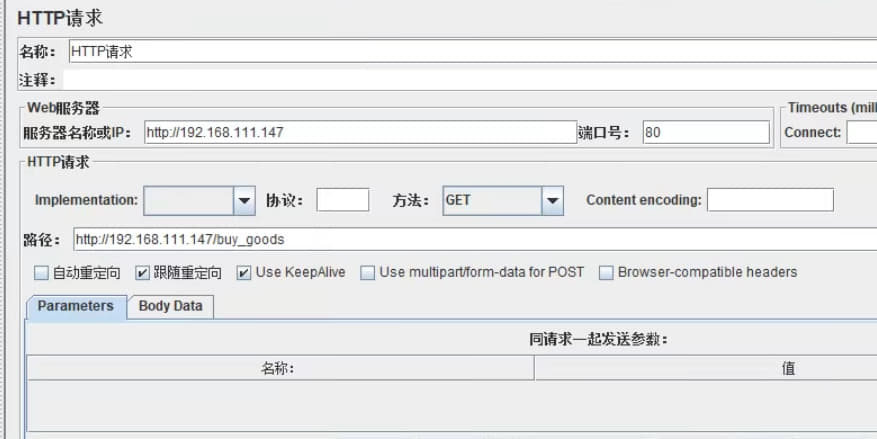 HTTP请求
名称： HTTP请求
注释：
Web服务器 Timeouts (mill
服务器名称或IP： http://192.168.111.147 端口号： 80 Connect:
HTTP请求
Implementation: 协议： 方法： GET Content encoding:
路径： http://192.168.111.147/buy_goods
自动重定向 跟随重定向 Use KeepAlive Use multipart/form-data for POST Browser-compatible headers
Parameters Body Data
同请求一起发送参数：
名称： 值